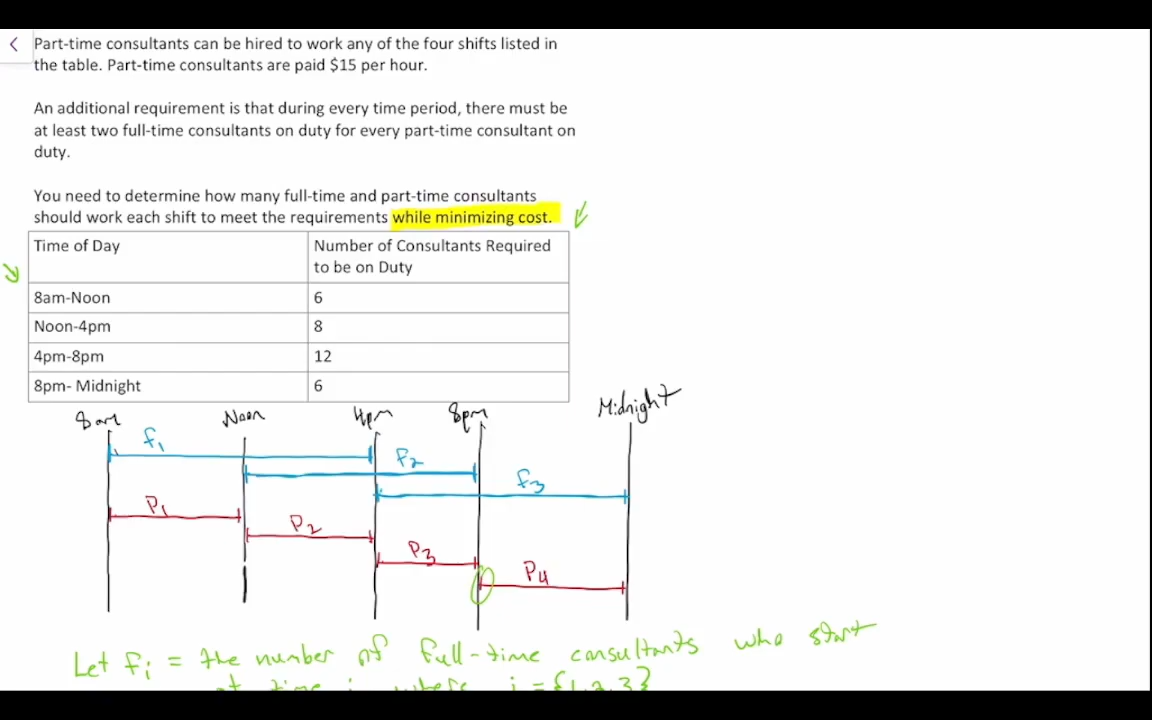 Part-time consultants can be hired to work any of the four shifts listed in
the table. Part-time consultants are paid $15 per hour.
An additional requirement is that during every time period, there must be
at least two full-time consultants on duty for every part-time consultant on
duty.
You need to determine how many full-time and part-time consultants
should work each shift to meet the requirements while minimizing cost.
Time of Day Number of Consultants Required
to be on Duty
8am-Noon 6
Noon-4pm 8
4pm-8pm 12
8pm- Midnight 6
8am Noon 4pm 8pm Midnight
f1
f2
f3
P1
P2
P3
P4
Let fi = the number of full-time consultants who start
at time i, where i = {1,2,3}